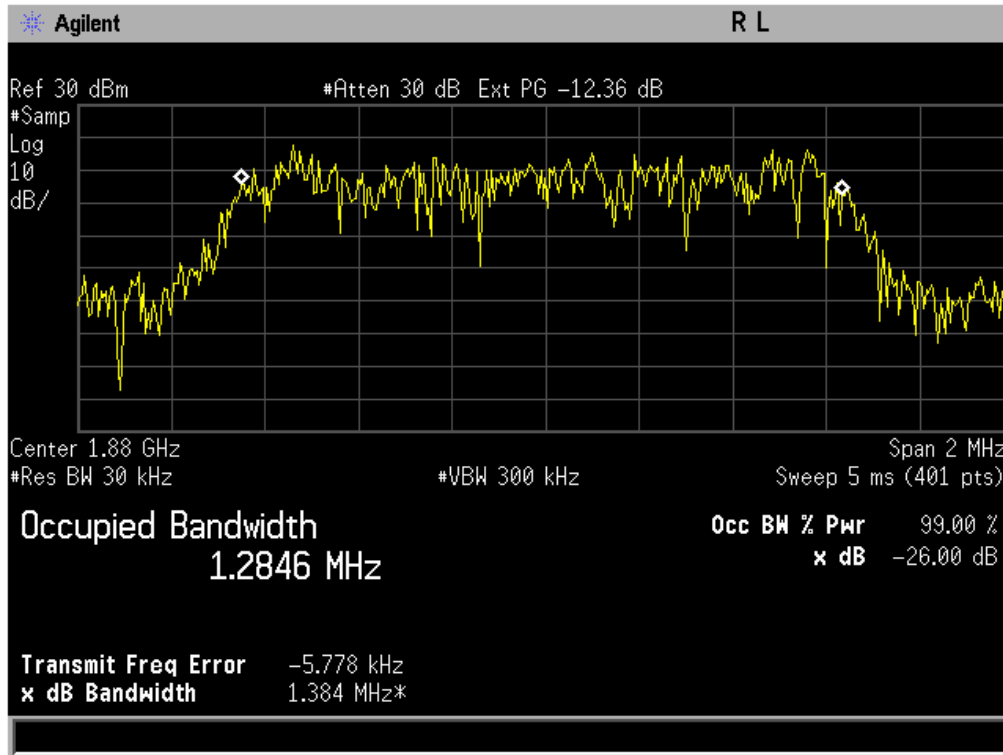 Agilent R L
Ref 30 dBm #Atten 30 dB Ext PG −12.36 dB
#Samp
Log
10
dB/
Center 1.88 GHz Span 2 MHz
#Res BW 30 kHz #VBW 300 kHz Sweep 5 ms (401 pts)
Occupied Bandwidth Occ BW % Pwr 99.00 %
1.2846 MHz x dB −26.00 dB
Transmit Freq Error −5.778 kHz
x dB Bandwidth 1.384 MHz*